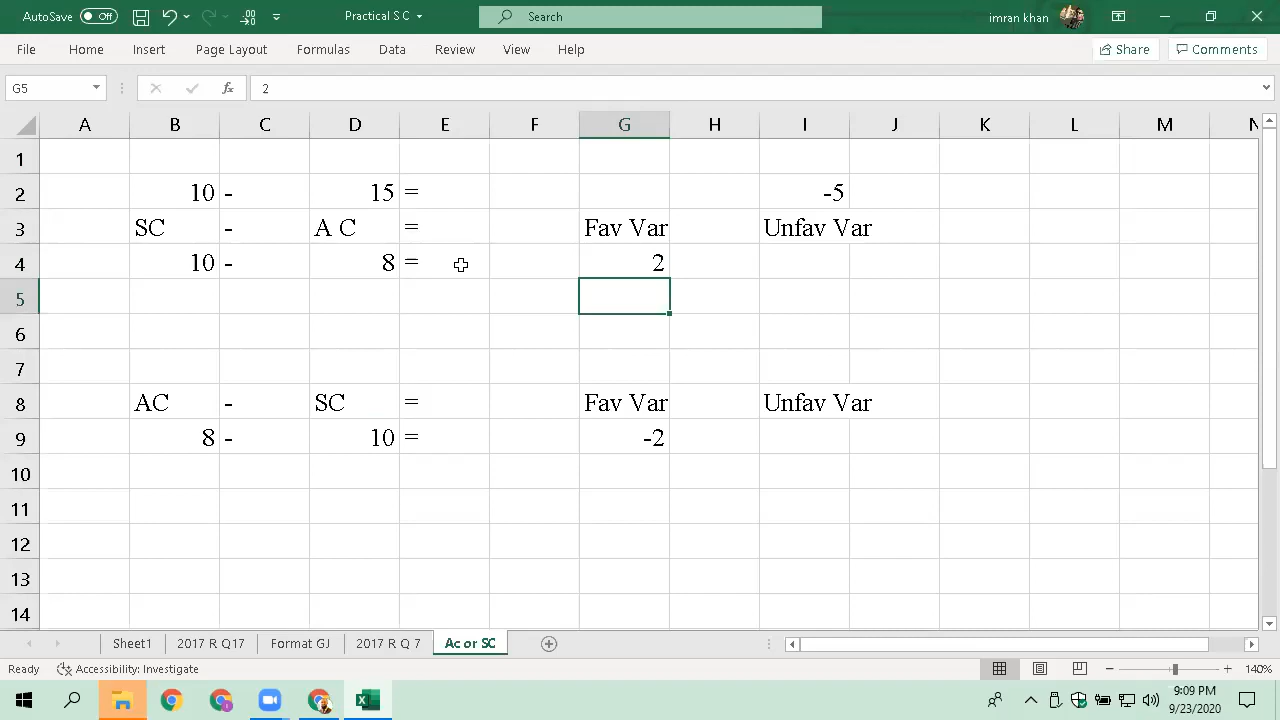 AutoSave Off Practical S C Search imran khan
File Home Insert Page Layout Formulas Data Review View Help Share Comments
G5 fx 2
A B C D E F G H I J K L M N
1
2 10 - 15 = -5
3 SC - A C = Fav Var Unfav Var
4 10 - 8 = 2
5
6
7
8 AC - SC = Fav Var Unfav Var
9 8 - 10 = -2
10
11
12
13
14
Sheet1 2017 R Q17 Format GJ 2017 R Q 7 Ac or SC
Ready Accessibility: Investigate 140%
9:09 PM
9/23/2020